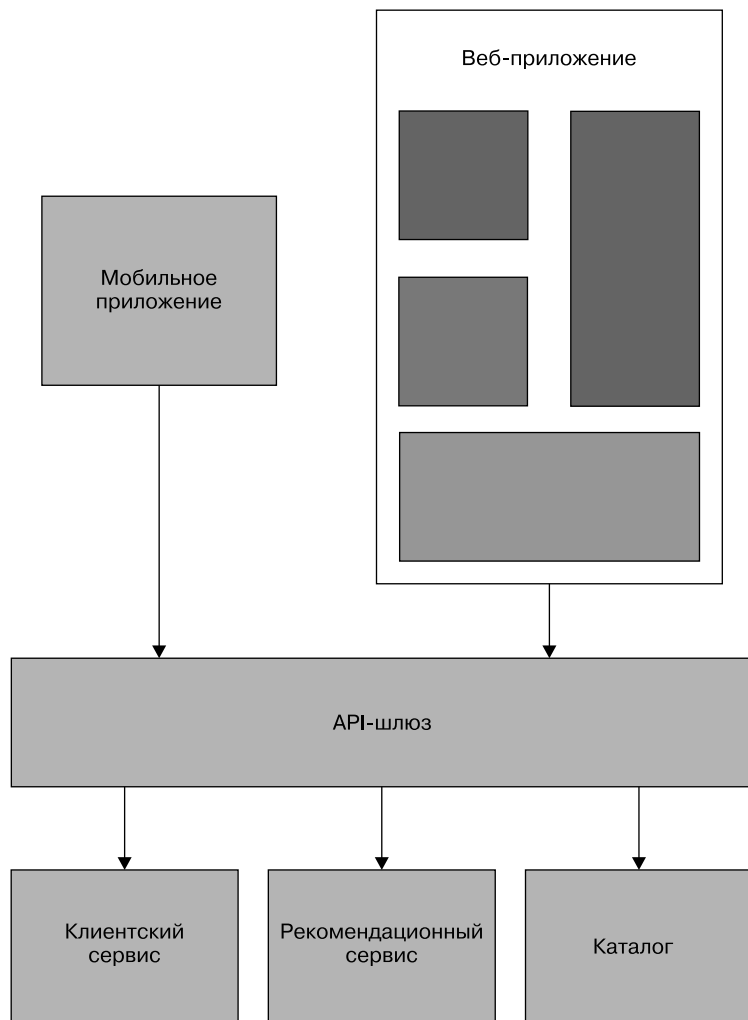 Веб-приложение
Мобильное
приложение
API-шлюз
Клиентский
сервис
Рекомендационный
сервис
Каталог